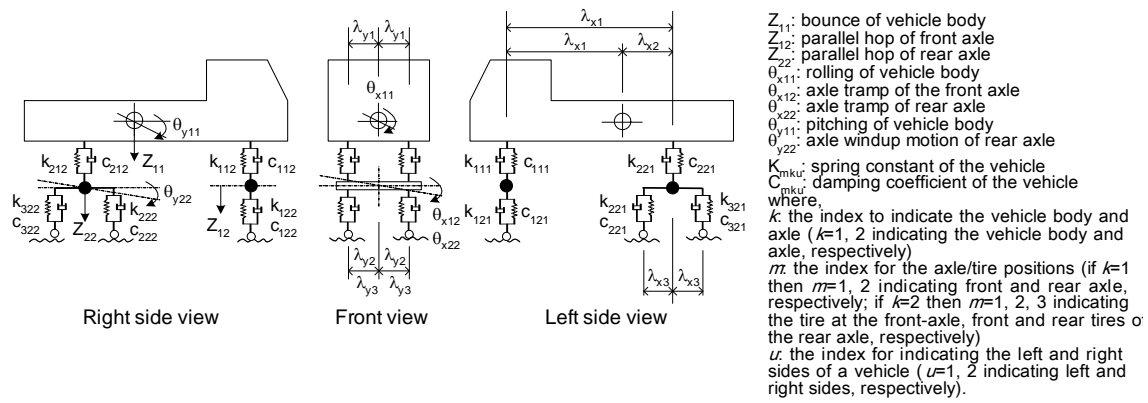 λy1 λy1
λx1
λx1 λx2
θx11
θy11
k212 c212 Z11 k112 c112
k111 c111 k221 c221
θy22
k322 k222
c322 Z22 c222
Z12 k122 c122
θx12
θx22
k121 c121
k221 c221
k321 c321
λy2 λy2
λy3 λy3
λx3 λx3
Right side view
Front view
Left side view
Z11: bounce of vehicle body
Z12: parallel hop of front axle
Z22: parallel hop of rear axle
θx11: rolling of vehicle body
θx12: axle tramp of the front axle
θx22: axle tramp of rear axle
θy11: pitching of vehicle body
θy22: axle windup motion of rear axle
Kmku: spring constant of the vehicle
Cmku: damping coefficient of the vehicle
where,
k: the index to indicate the vehicle body and
axle (k=1, 2 indicating the vehicle body and
axle, respectively)
m: the index for the axle/tire positions (if k=1
then m=1, 2 indicating front and rear axle,
respectively; if k=2 then m=1, 2, 3 indicating
the tire at the front-axle, front and rear tires of
the rear axle, respectively)
u: the index for indicating the left and right
sides of a vehicle (u=1, 2 indicating left and
right sides, respectively).